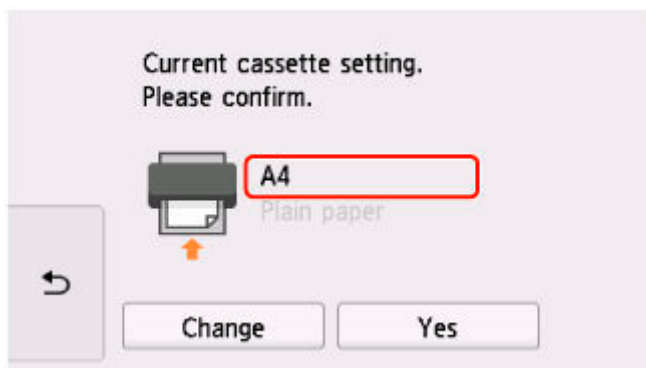 Current cassette setting.
Please confirm.
A4
Plain paper
Change
Yes